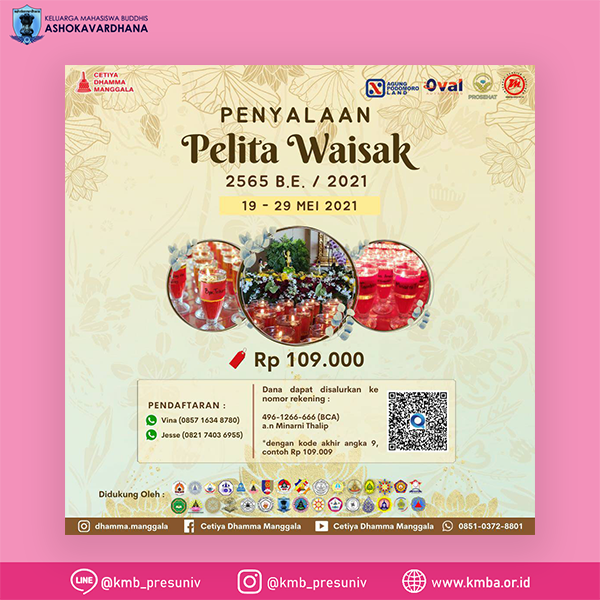 KELUARGA MAHASISWA BUDDHIS
ASHOKAVARDHANA
CETIYA
DHAMMA
MANGGALA
AGUNG
PODOMORO
LAND
Oval
PROSEHAT
PENYALAAN
Pelita Waisak
2565 B.E. / 2021
19 - 29 MEI 2021
Rp 109.000
PENDAFTARAN :
Vina (0857 1634 8780)
Jesse (0821 7403 6955)
Dana dapat disalurkan ke
nomor rekening :
496-1266-666 (BCA)
a.n Minarni Thalip
*dengan kode akhir angka 9,
contoh Rp 109.009
Didukung Oleh :
dhamma.manggala
Cetiya Dhamma Manggala
Cetiya Dhamma Manggala
0851-0372-8801
LINE
@kmb_presuniv
@kmb_presuniv
www.kmba.or.id